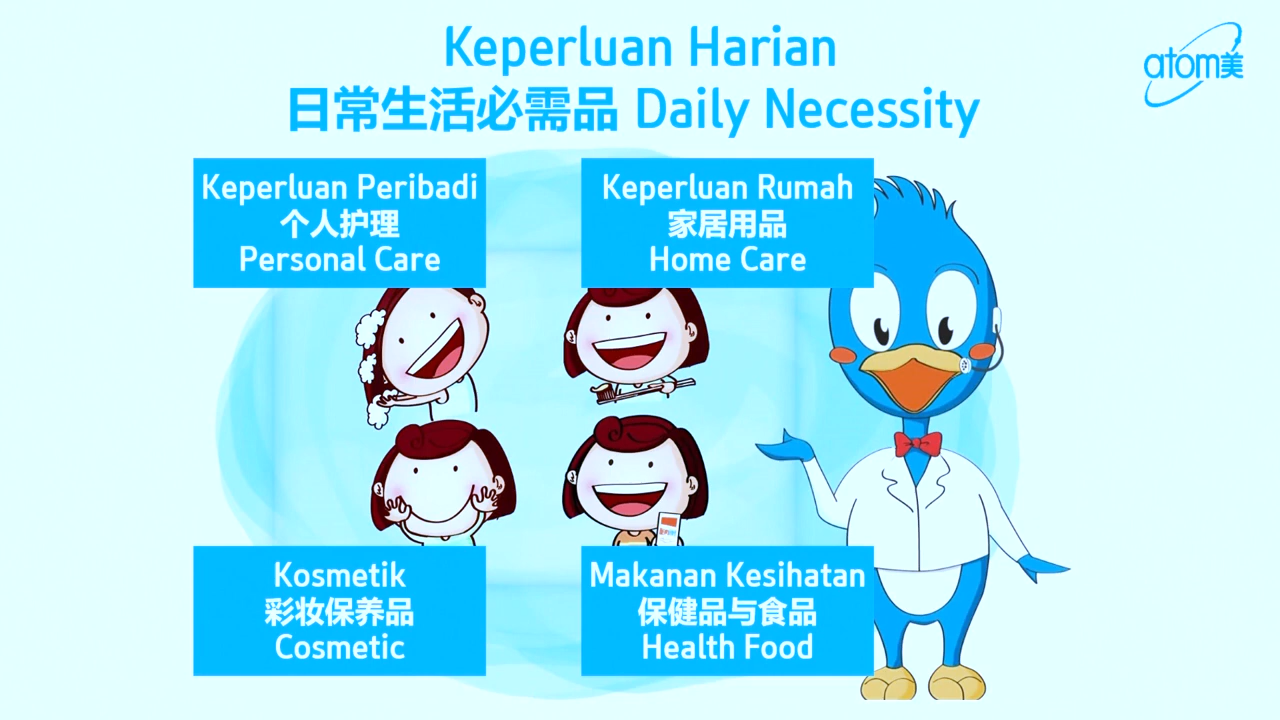 Keperluan Harian
日常生活必需品 Daily Necessity
atom美
Keperluan Peribadi
个人护理
Personal Care
Keperluan Rumah
家居用品
Home Care
Kosmetik
彩妆保养品
Cosmetic
Makanan Kesihatan
保健品与食品
Health Food